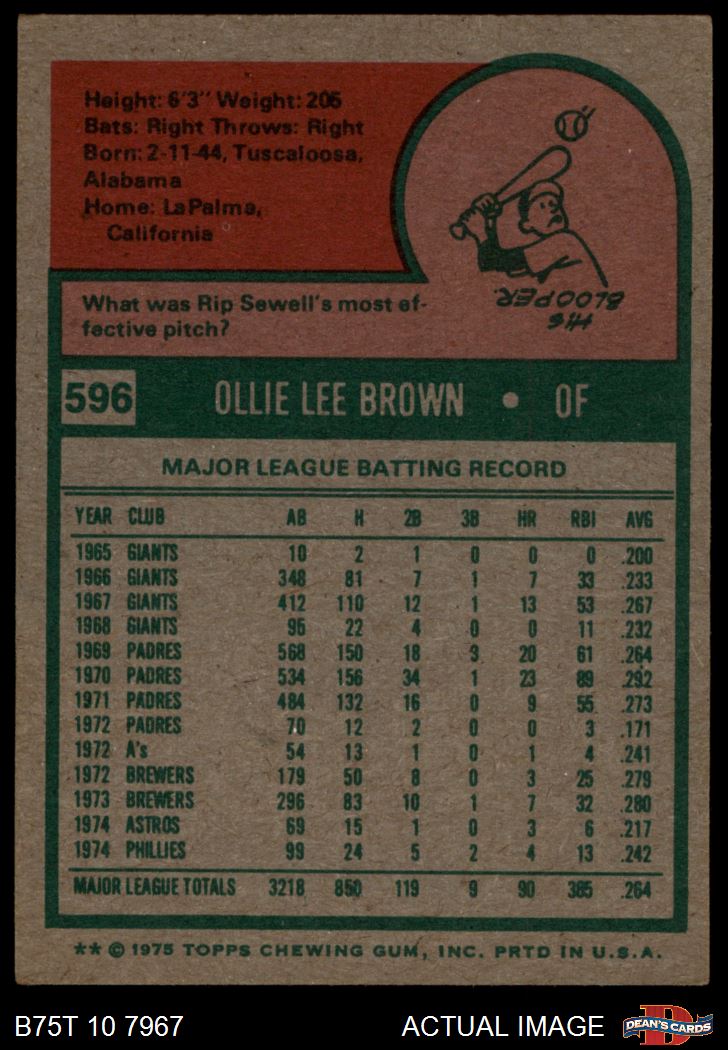 Height: 6'3" Weight: 205
Bats: Right Throws: Right
Born: 2-11-44, Tuscaloosa,
Alabama
Home: LaPalma,
California
HIS
BLOOPER.
What was Rip Sewell's most ef-
fective pitch?
596 OLLIE LEE BROWN • OF
MAJOR LEAGUE BATTING RECORD
YEAR CLUB AB H 2B 3B HR RBI AVG
1965 GIANTS 10 2 1 0 0 0 .200
1966 GIANTS 348 81 7 1 7 33 .233
1967 GIANTS 412 110 12 1 13 53 .267
1968 GIANTS 95 22 4 0 0 11 .232
1969 PADRES 568 150 18 3 20 61 .264
1970 PADRES 534 156 34 1 23 89 .292
1971 PADRES 484 132 16 0 9 55 .273
1972 PADRES 70 12 2 0 0 3 .171
1972 A's 54 13 1 0 1 4 .241
1972 BREWERS 179 50 8 0 3 25 .279
1973 BREWERS 296 83 10 1 7 32 .280
1974 ASTROS 69 15 1 0 3 6 .217
1974 PHILLIES 99 24 5 2 4 13 .242
MAJOR LEAGUE TOTALS 3218 850 119 9 90 385 .264
** © 1975 TOPPS CHEWING GUM, INC. PRTD IN U.S.A.
B75T 10 7967 ACTUAL IMAGE D DEAN'S CARDS